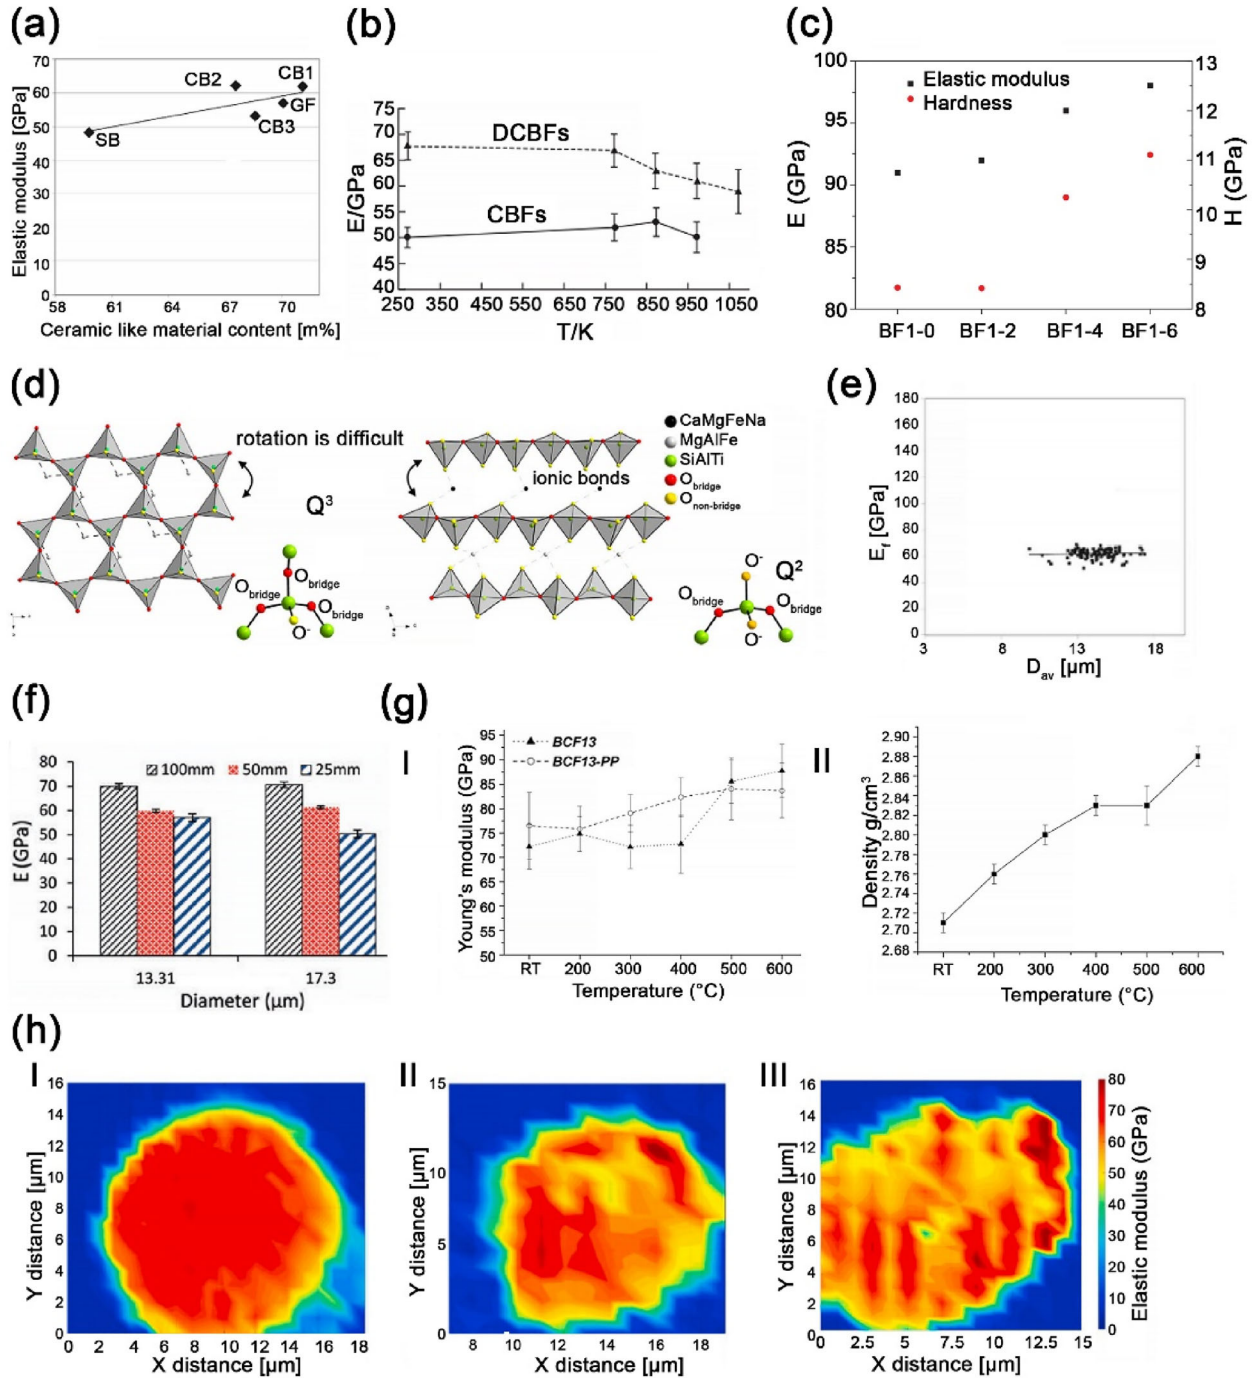 (a)
Elastic modulus [GPa]
70
60
50
40
30
20
10
0
CB2
CB1
GF
CB3
SB
58 61 64 67 70
Ceramic like material content [m%]
(b)
E/GPa
75
70
65
60
55
50
45
40
DCBFs
CBFs
250 350 450 550 650 750 850 950 1050
T/K
(c)
E (GPa)
100
95
90
85
80
Elastic modulus
Hardness
13
12
11
10
9
8
H (GPa)
BF1-0 BF1-2 BF1-4 BF1-6
(d)
rotation is difficult
Q3
Obridge
Obridge
Obridge
O-
ionic bonds
CaMgFeNa
MgAlFe
SiAlTi
Obridge
Onon-bridge
O-
Q2
Obridge
Obridge
O-
(e)
Ef [GPa]
180
160
140
120
100
80
60
40
20
0
3 8 13 18
Dav [µm]
(f)
E (GPa)
80
70
60
50
40
30
20
10
0
100mm 50mm 25mm
13.31 17.3
Diameter (µm)
(g)
I
Young's modulus (GPa)
95
90
85
80
75
70
65
60
55
50
BCF13
BCF13-PP
RT 200 300 400 500 600
Temperature (°C)
II
Density g/cm3
2.90
2.88
2.86
2.84
2.80
2.78
2.76
2.74
2.72
2.70
2.68
RT 200 300 400 500 600
Temperature (°C)
(h)
I
Y distance [µm]
16
14
12
10
8
6
4
2
0
0 2 4 6 8 10 12 14 16 18
X distance [µm]
II
Y distance [µm]
15
10
5
0
8 10 12 14 16 18
X distance [µm]
III
Y distance [µm]
16
14
12
10
8
6
4
2
0
0 2.5 5 7.5 10 12.5 15
X distance [µm]
80
70
60
50
40
30
20
10
0
Elastic modulus (GPa)